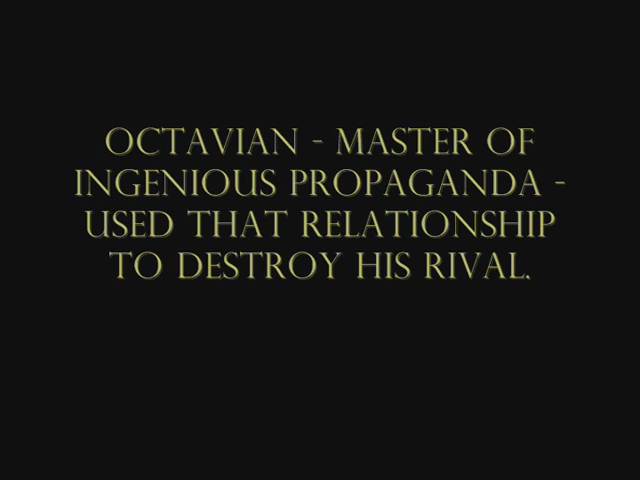 OCTAVIAN - MASTER OF
INGENIOUS PROPAGANDA -
USED THAT RELATIONSHIP
TO DESTROY HIS RIVAL.